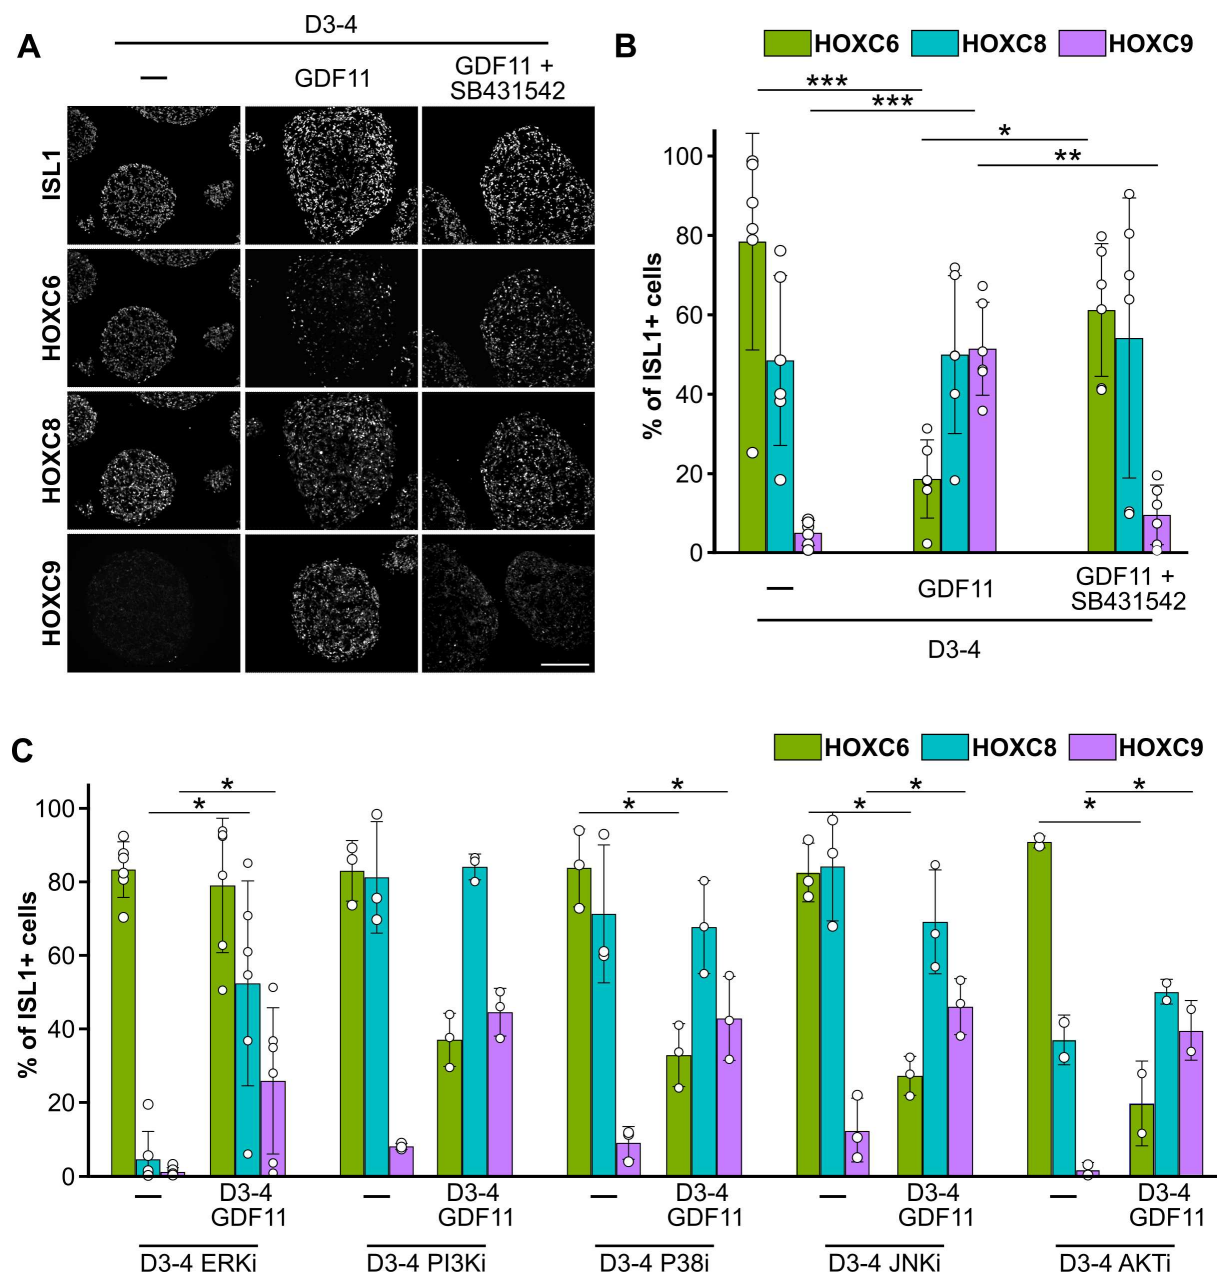 A
D3-4
—
GDF11
GDF11 +
SB431542
ISL1
HOXC6
HOXC8
HOXC9
B
HOXC6 HOXC8 HOXC9
***
***
*
**
% of ISL1+ cells
100
80
60
40
20
0
—
GDF11
GDF11 +
SB431542
D3-4
C
HOXC6 HOXC8 HOXC9
* * * * *
* * * *
% of ISL1+ cells
100
80
60
40
20
0
— D3-4 — D3-4 — D3-4 — D3-4 — D3-4
GDF11 GDF11 GDF11 GDF11 GDF11
D3-4 ERKi D3-4 PI3Ki D3-4 P38i D3-4 JNKi D3-4 AKTi